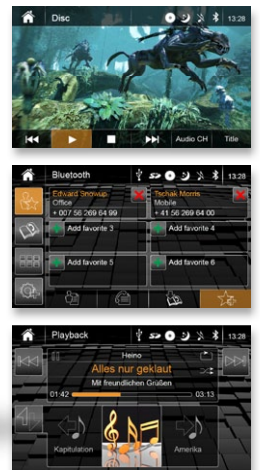 Disc
13:28
Audio CH
Title
Bluetooth
13:28
Edward Snowup
Office
+ 007 56 269 64 99
Tschak Morris
Mobile
+ 41 56 269 64 00
Add favorite 3
Add favorite 4
Add favorite 5
Add favorite 6
Playback
13:28
Heino
Alles nur geklaut
Mit freundlichen Grüßen
01:42
03:13
Kapitulation
Amerika